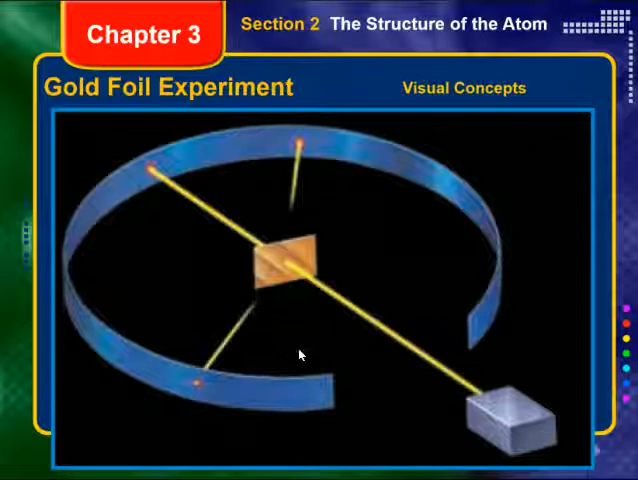 Chapter 3
Section 2 The Structure of the Atom
Gold Foil Experiment
Visual Concepts